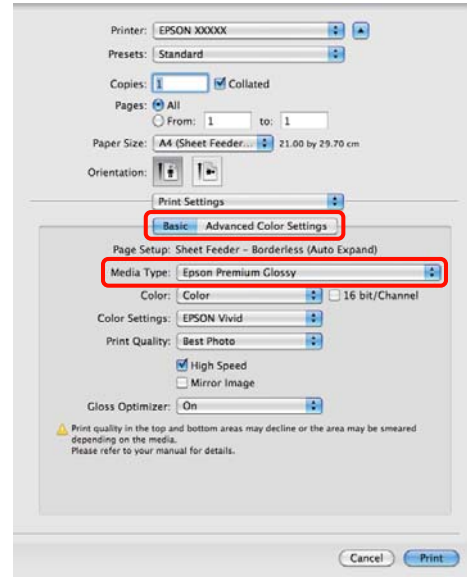 Printer: EPSON XXXXX
Presets: Standard
Copies: 1 Collated
Pages: All
From: 1 to: 1
Paper Size: A4 (Sheet Feeder... 21.00 by 29.70 cm
Orientation:
Print Settings
Basic Advanced Color Settings
Page Setup: Sheet Feeder - Borderless (Auto Expand)
Media Type: Epson Premium Glossy
Color: Color 16 bit/Channel
Color Settings: EPSON Vivid
Print Quality: Best Photo
High Speed
Mirror Image
Gloss Optimizer: On
Print quality in the top and bottom areas may decline or the area may be smeared
depending on the media.
Please refer to your manual for details.
Cancel Print